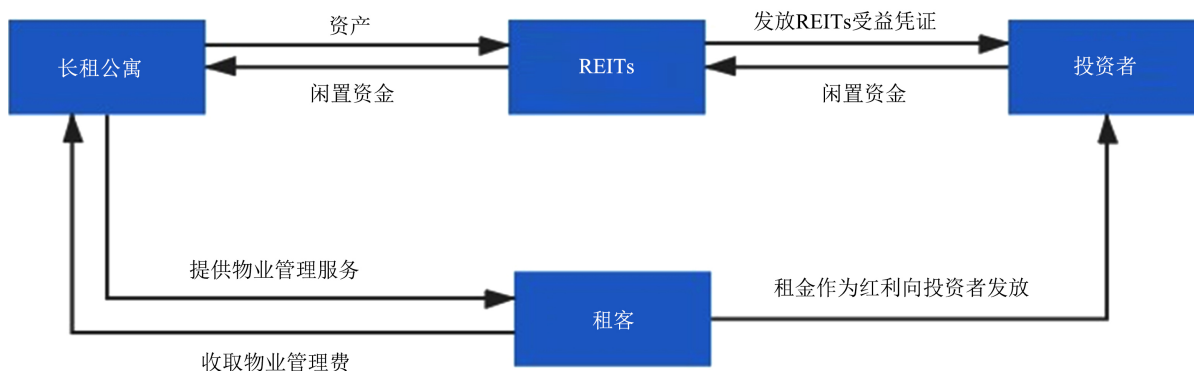 资产
发放REITs受益凭证
长租公寓
REITs
投资者
闲置资金
闲置资金
提供物业管理服务
租金作为红利向投资者发放
租客
收取物业管理费